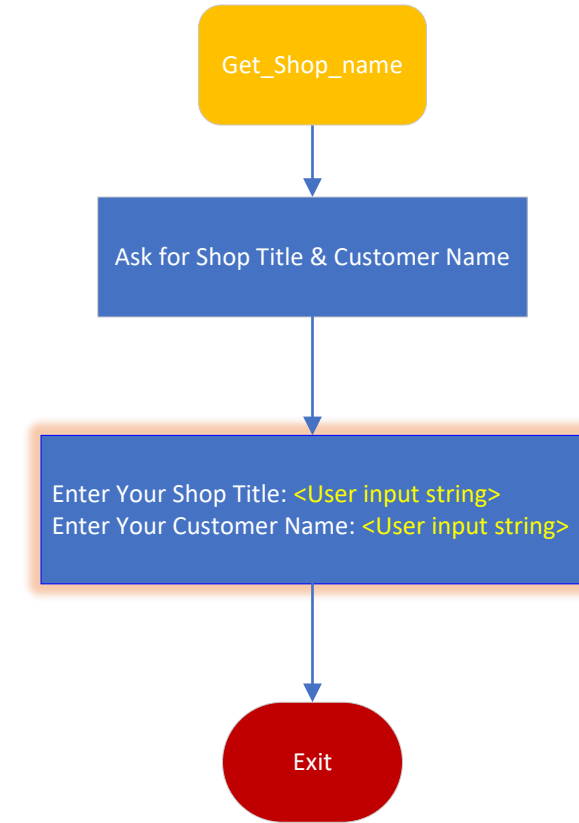 Get_Shop_name
Ask for Shop Title & Customer Name
Enter Your Shop Title: <User input string>
Enter Your Customer Name: <User input string>
Exit